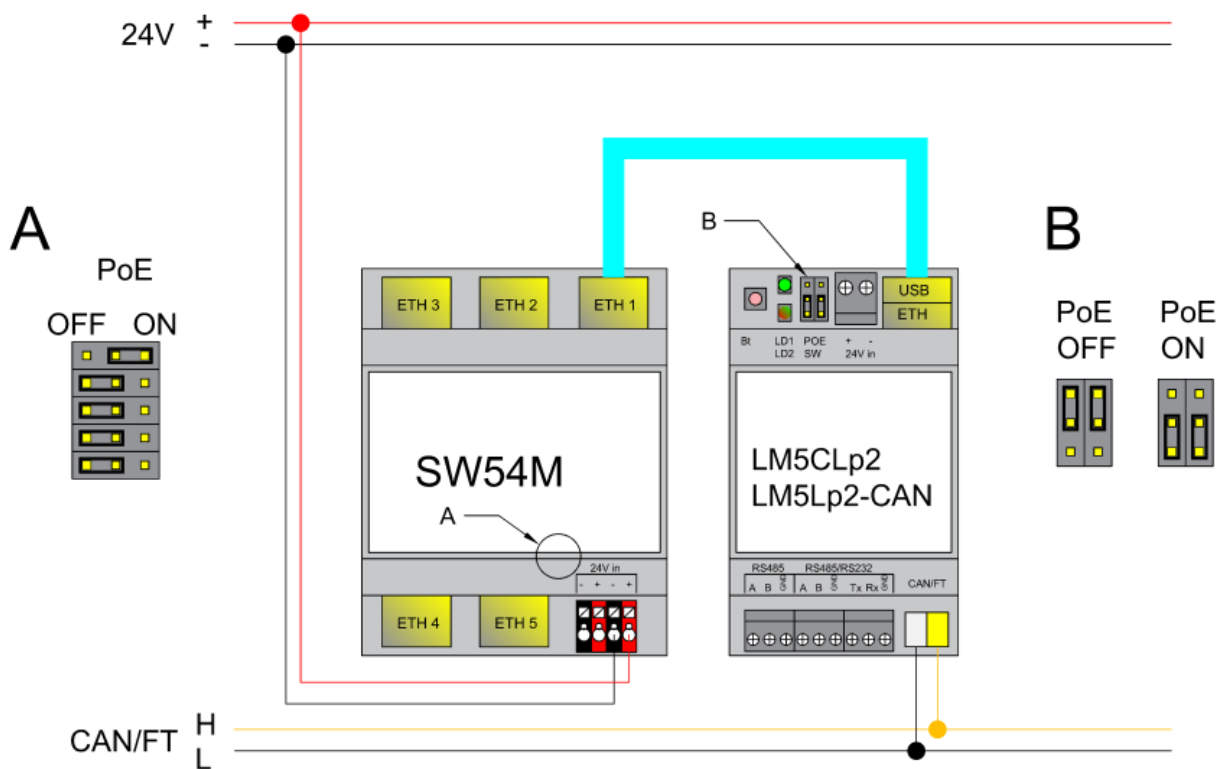 24V
+
-
A
PoE
OFF ON
B
B
PoE
OFF
PoE
ON
ETH 3
ETH 2
ETH 1
USB
ETH
Bt
LD1
LD2
POE
SW
+ -
24V in
SW54M
A
LM5CLp2
LM5Lp2-CAN
24V in
- + - +
ETH 4
ETH 5
RS485
RS485/RS232
A B GND
A B GND
Tx Rx GND
CAN/FT
CAN/FT
H
L